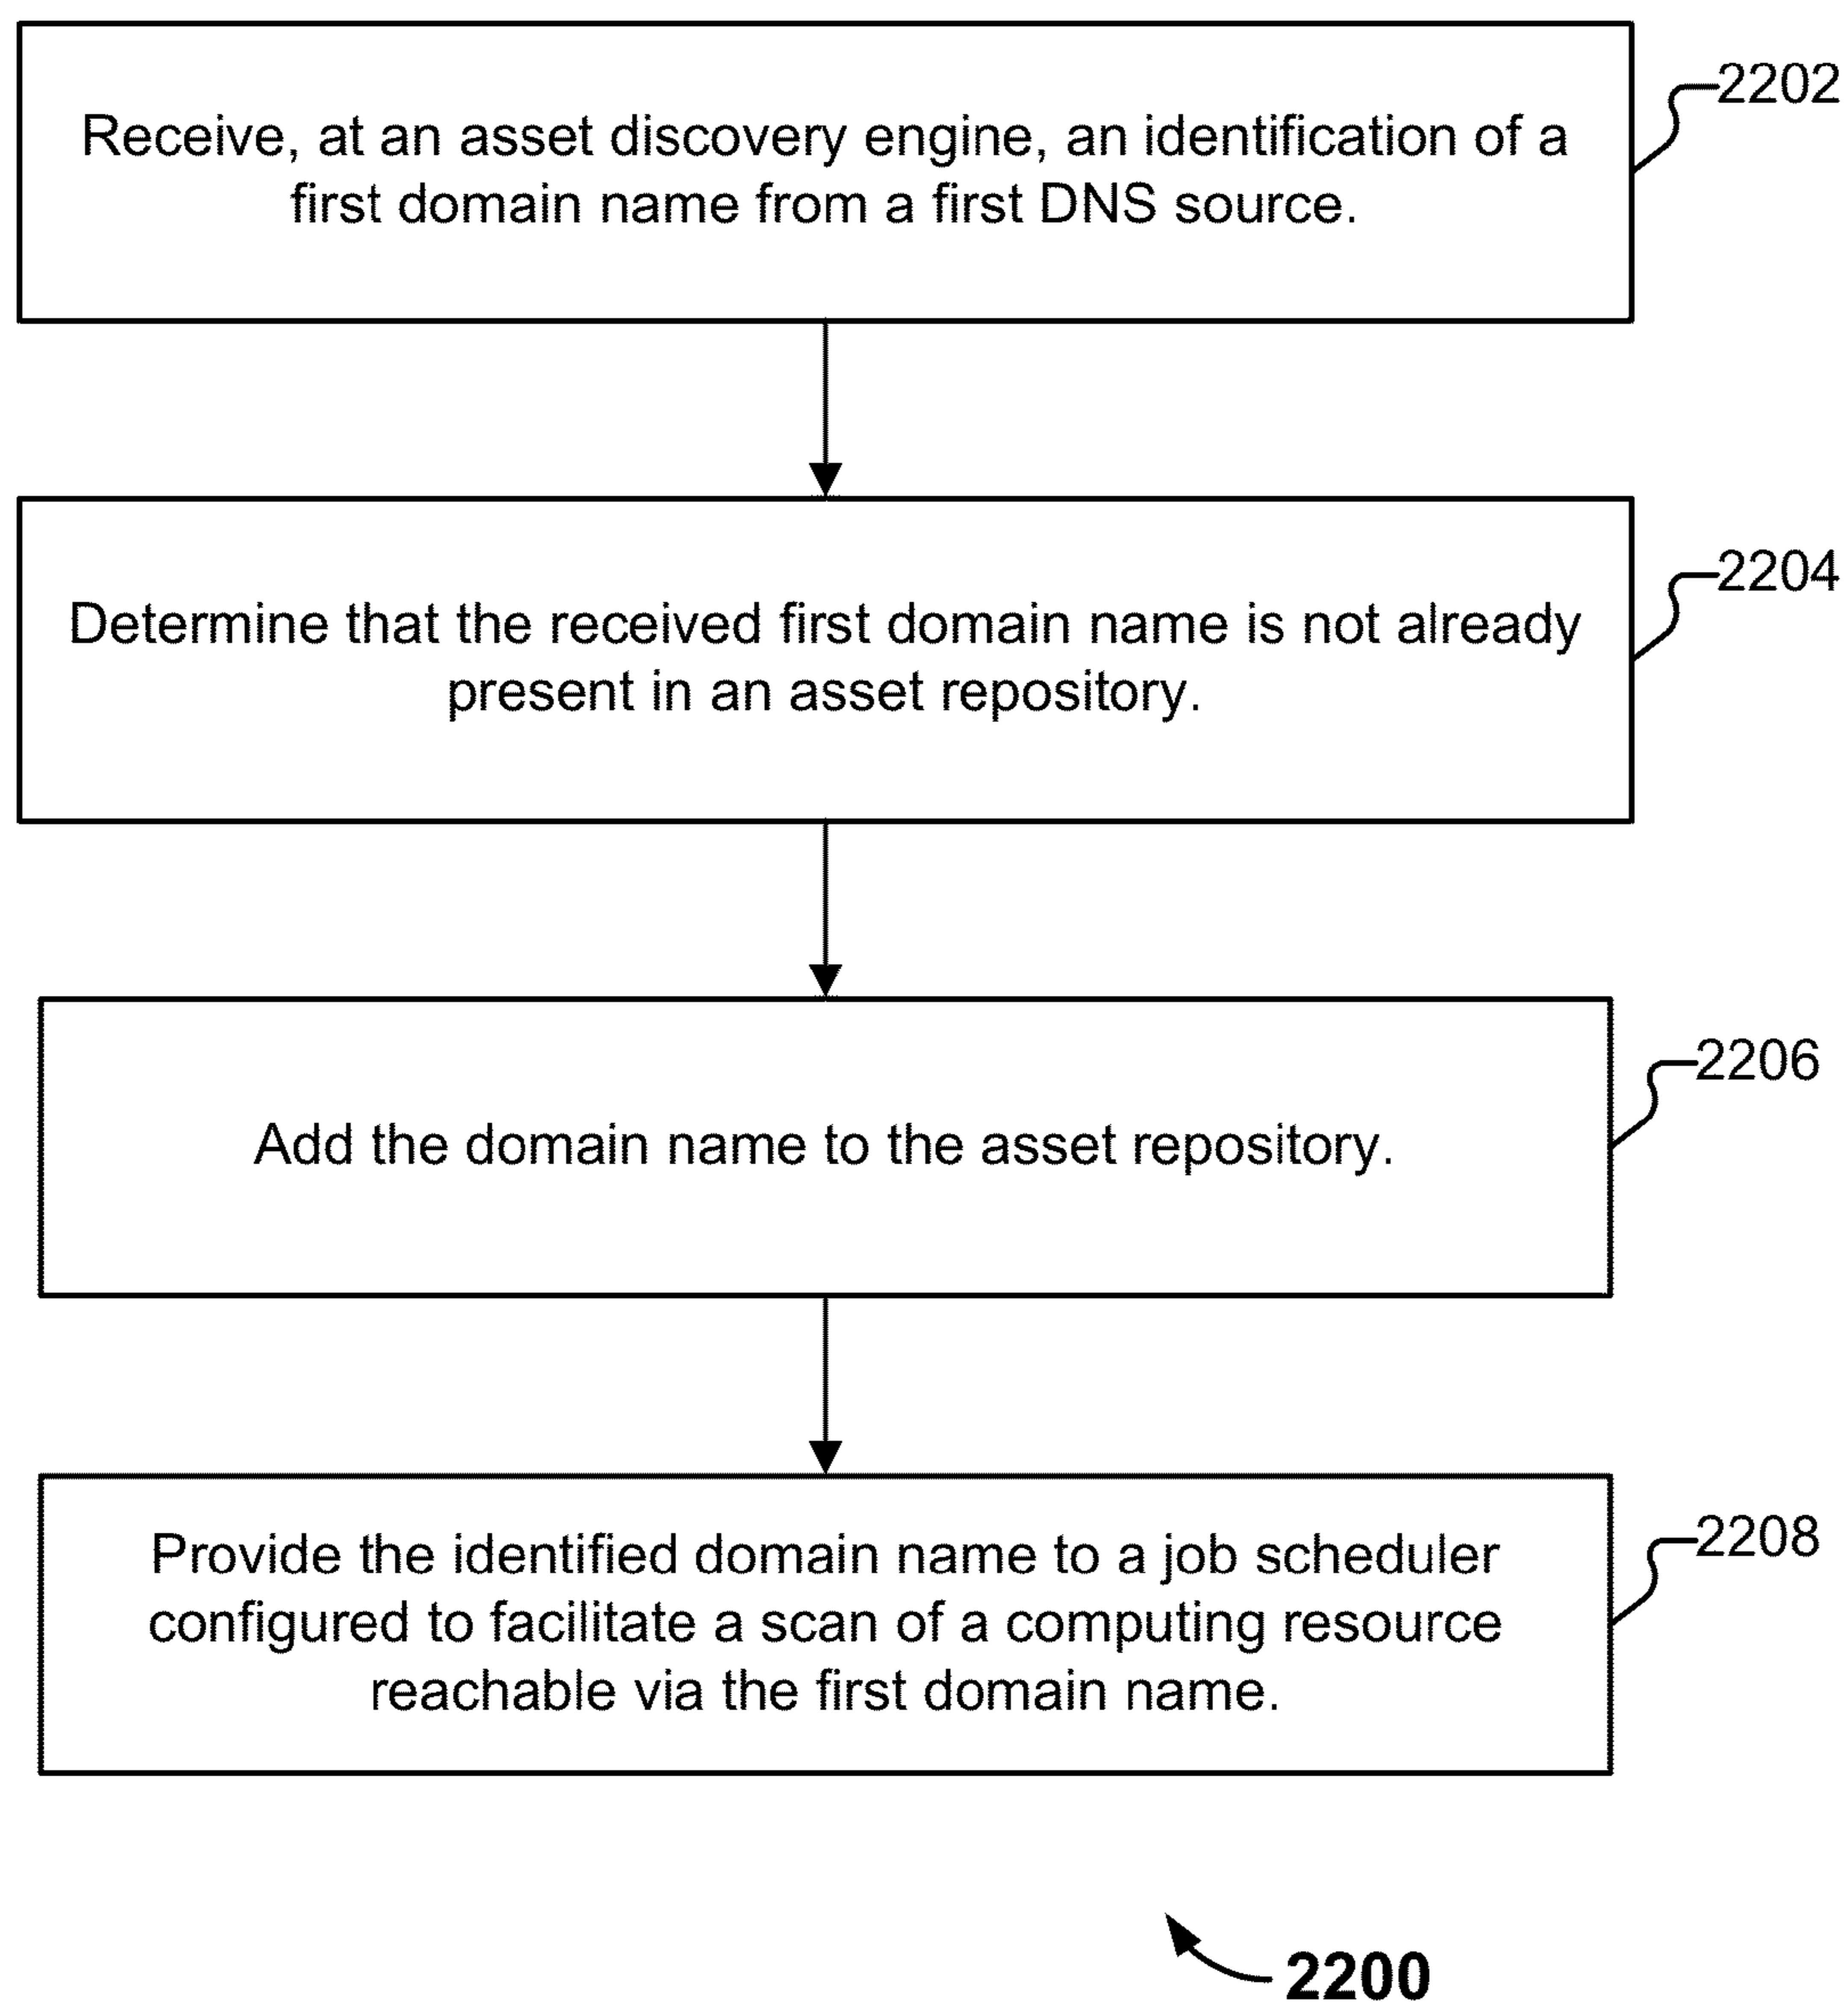 Receive, at an asset discovery engine, an identification of a
first domain name from a first DNS source.
2202
Determine that the received first domain name is not already
present in an asset repository.
2204
Add the domain name to the asset repository.
2206
Provide the identified domain name to a job scheduler
configured to facilitate a scan of a computing resource
reachable via the first domain name.
2208
2200